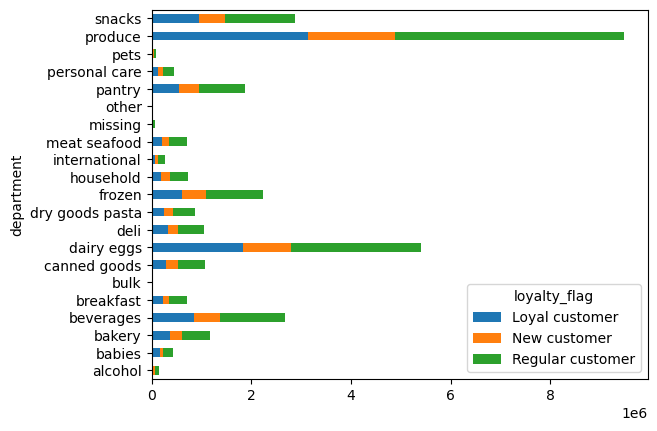 snacks
produce
pets
personal care
pantry
other
missing
meat seafood
international
household
frozen
dry goods pasta
deli
dairy eggs
canned goods
bulk
breakfast
beverages
bakery
babies
alcohol
department
loyalty_flag
Loyal customer
New customer
Regular customer
0 2 4 6 8
1e6